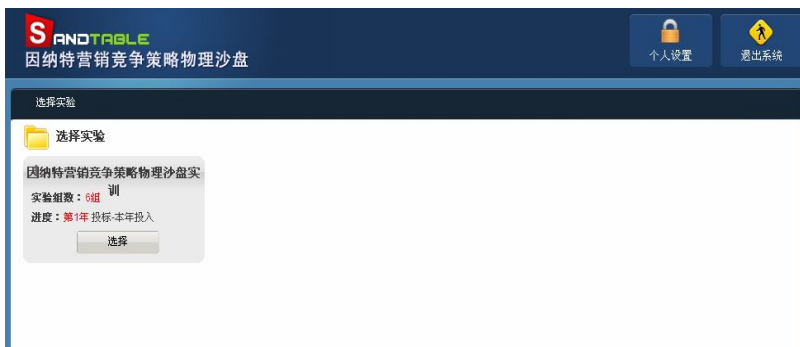 SANDTABLE
因纳特营销竞争策略物理沙盘
个人设置
退出系统
选择实验
选择实验
因纳特营销竞争策略物理沙盘实
训
实验组数：6组
进度：第1年 投标-本年投入
选择